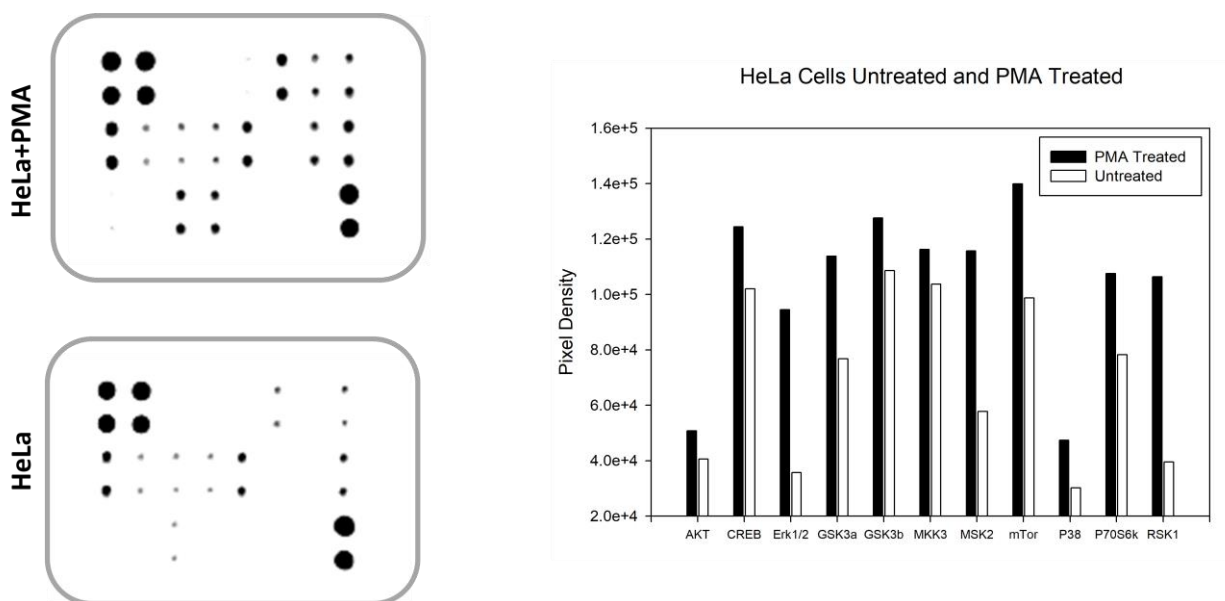 HeLa+PMA
HeLa
HeLa Cells Untreated and PMA Treated
Pixel Density
1.6e+5
1.4e+5
1.2e+5
1.0e+5
8.0e+4
6.0e+4
4.0e+4
2.0e+4
PMA Treated
Untreated
AKT CREB Erk1/2 GSK3a GSK3b MKK3 MSK2 mTor P38 P70S6k RSK1